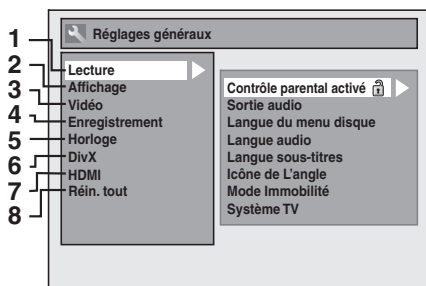 Réglages généraux
1
Lecture
2
Affichage
3
Vidéo
4
Enregistrement
5
Horloge
6
DivX
7
HDMI
8
Réin. tout
Contrôle parental activé
Sortie audio
Langue du menu disque
Langue audio
Langue sous-titres
Icône de L'angle
Mode Immobilité
Système TV